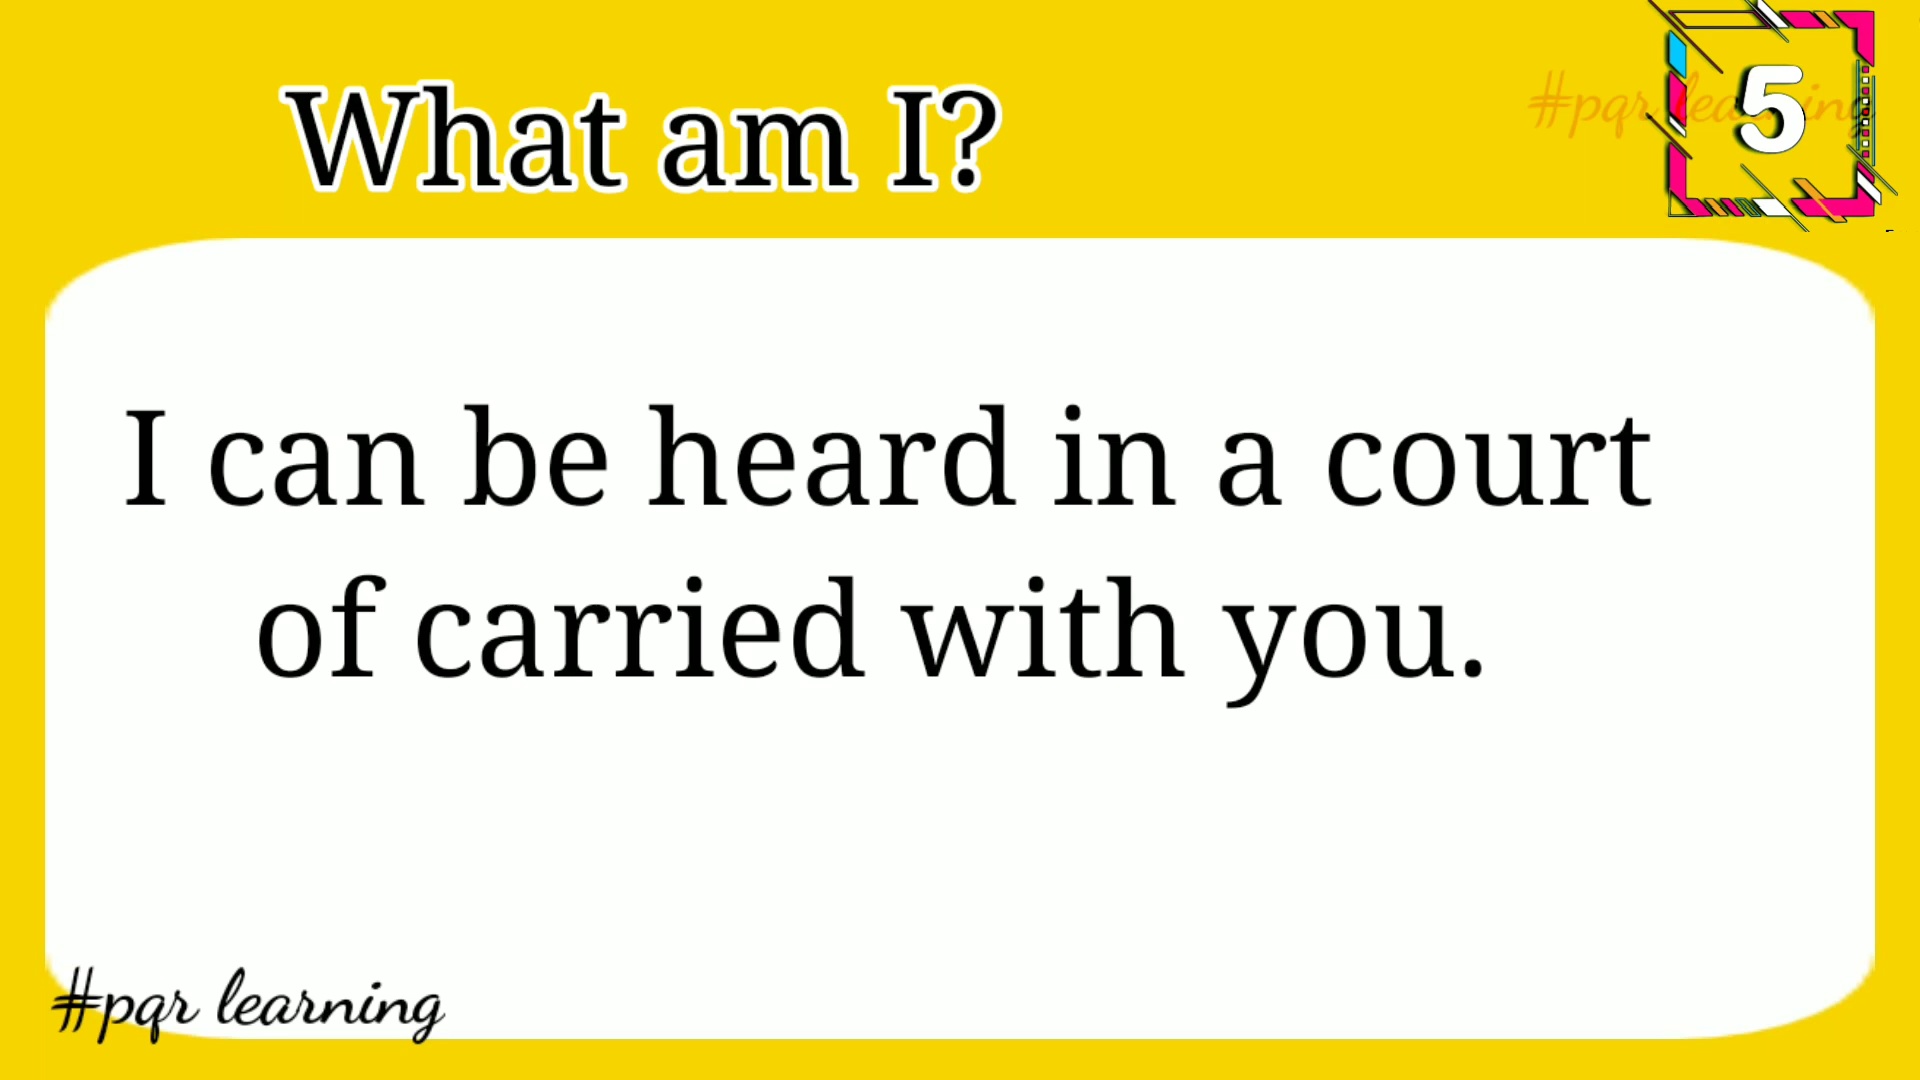 What am I?
#pqr learning
5
I can be heard in a court
of carried with you.
#pqr learning